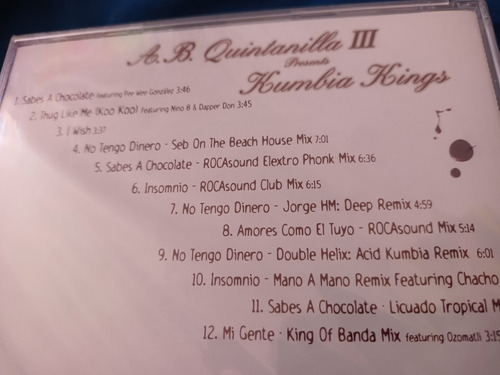 A.B. Quintanilla III
Presents
Kumbia Kings
1. Sabes A Chocolate featuring Pee Wee Gonzalez 3:46
2. Thug Like Me (Koo Koo) featuring Nino B & Dapper Don 3:45
3. I Wish 3:37
4. No Tengo Dinero - Seb On The Beach House Mix 7:01
5. Sabes A Chocolate - ROCAsound Elextro Phonk Mix 6:36
6. Insomnio - ROCAsound Club Mix 6:15
7. No Tengo Dinero - Jorge HM: Deep Remix 4:59
8. Amores Como El Tuyo - ROCAsound Mix 5:14
9. No Tengo Dinero - Double Helix: Acid Kumbia Remix 6:01
10. Insomnio - Mano A Mano Remix Featuring Chacho
11. Sabes A Chocolate - Licuado Tropical M
12. Mi Gente - King Of Banda Mix featuring Ozomatli 3:15